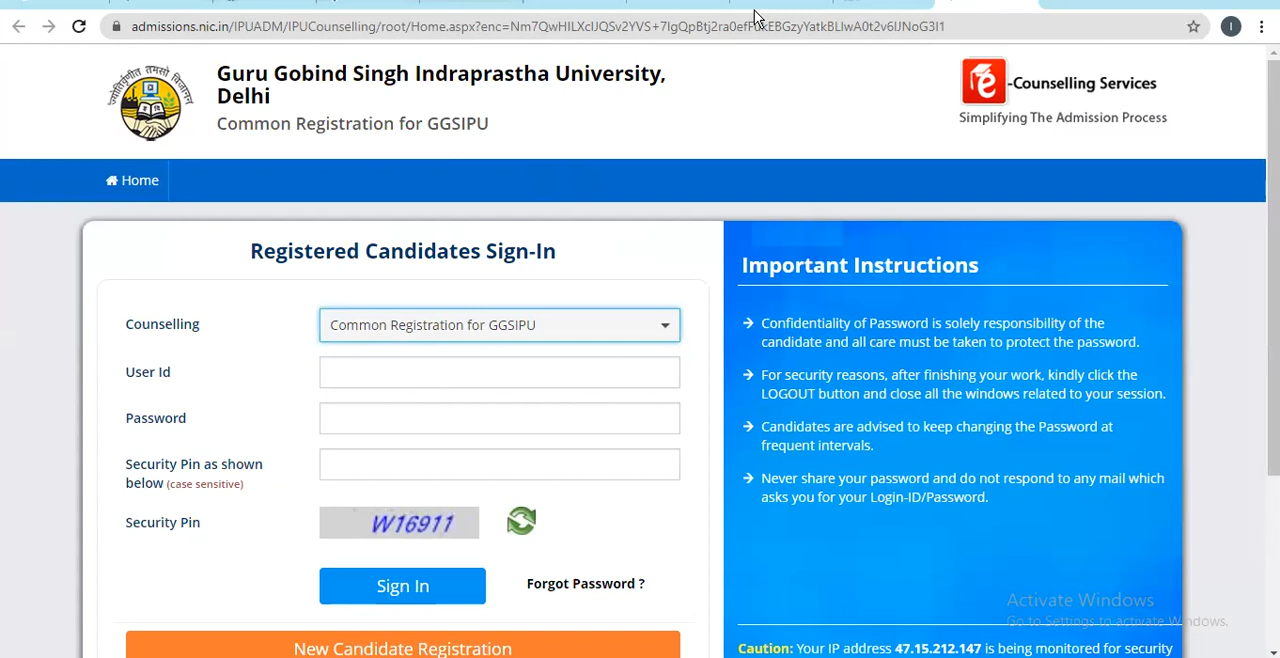 admissions.nic.in/IPUADM/IPUCounselling/root/Home.aspx?enc=
I
Guru Gobind Singh Indraprastha University,
Delhi
Common Registration for GGSIPU
e-Counselling Services
Simplifying The Admission Process
Home
Registered Candidates Sign-In
Counselling
Common Registration for GGSIPU
User Id
Password
Security Pin as shown
below (case sensitive)
Security Pin
W16911
Sign In
Forgot Password ?
New Candidate Registration
Important Instructions
Confidentiality of Password is solely responsibility of the
candidate and all care must be taken to protect the password.
For security reasons, after finishing your work, kindly click the
LOGOUT button and close all the windows related to your session.
Candidates are advised to keep changing the Password at
frequent intervals.
Never share your password and do not respond to any mail which
asks you for your Login-ID/Password.
Activate Windows
Go to Settings to activate Windows.
Caution: Your IP address 47.15.212.147 is being monitored for security